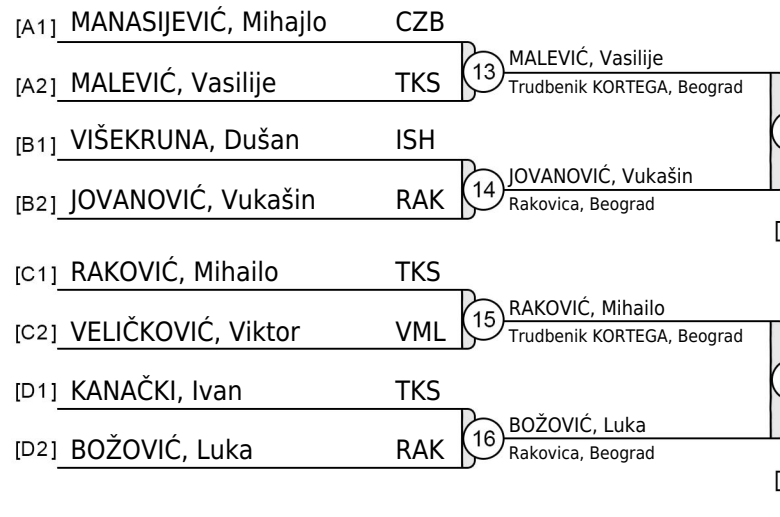 [A1] MANASIJEVIĆ, Mihajlo CZB
13 MALEVIĆ, Vasilije
[A2] MALEVIĆ, Vasilije TKS
Trudbenik KORTEGA, Beograd
[B1] VIŠEKRUNA, Dušan ISH
14 JOVANOVIĆ, Vukašin
[B2] JOVANOVIĆ, Vukašin RAK
Rakovica, Beograd
[C1] RAKOVIĆ, Mihailo TKS
15 RAKOVIĆ, Mihailo
[C2] VELIČKOVIĆ, Viktor VML
Trudbenik KORTEGA, Beograd
[D1] KANAČKI, Ivan TKS
16 BOŽOVIĆ, Luka
[D2] BOŽOVIĆ, Luka RAK
Rakovica, Beograd